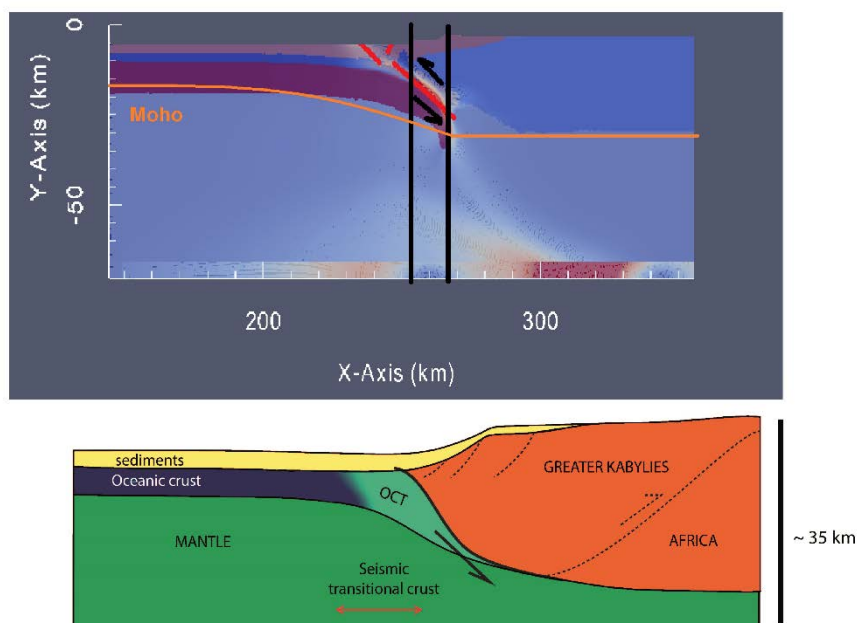 0
Y-Axis (km)
Moho
-50
200
300
X-Axis (km)
sediments
Oceanic crust
OCT
GREATER KABYLIES
MANTLE
AFRICA
~ 35 km
Seismic
transitional crust